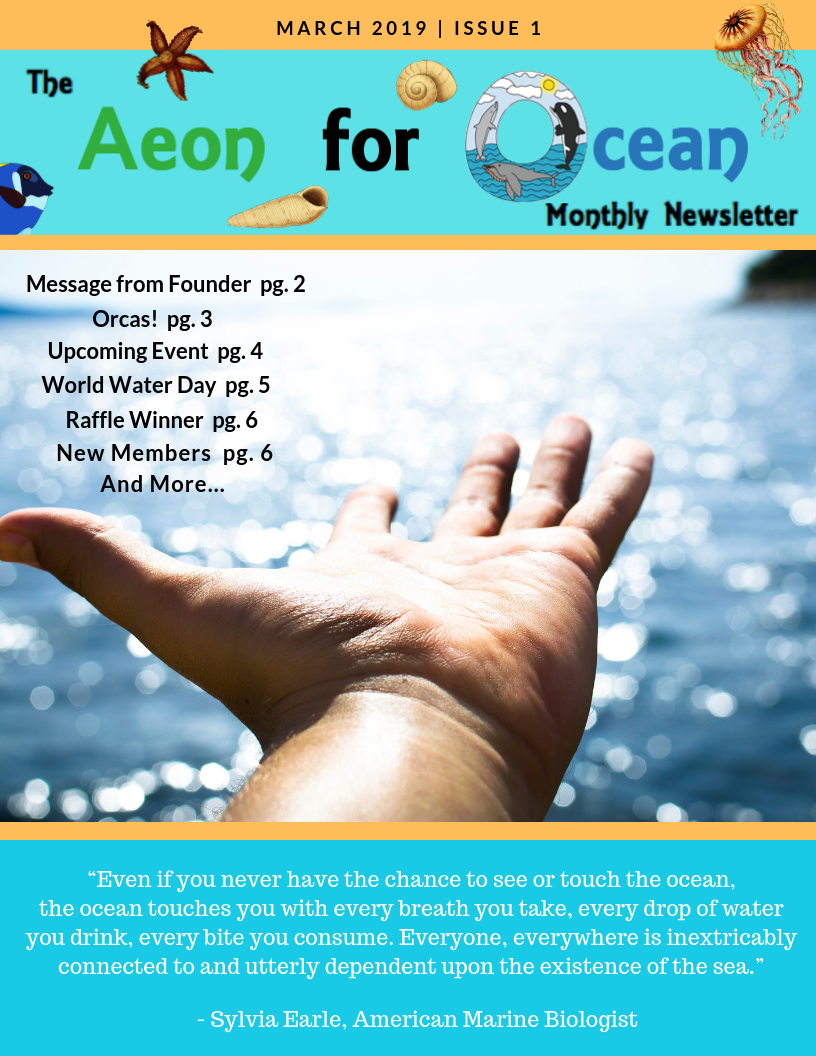 MARCH 2019 | ISSUE 1
The
Aeon for Ocean
Monthly Newsletter
Message from Founder pg. 2
Orcas! pg. 3
Upcoming Event pg. 4
World Water Day pg. 5
Raffle Winner pg. 6
New Members pg. 6
And More...
“Even if you never have the chance to see or touch the ocean,
the ocean touches you with every breath you take, every drop of water
you drink, every bite you consume. Everyone, everywhere is inextricably
connected to and utterly dependent upon the existence of the sea.”
- Sylvia Earle, American Marine Biologist